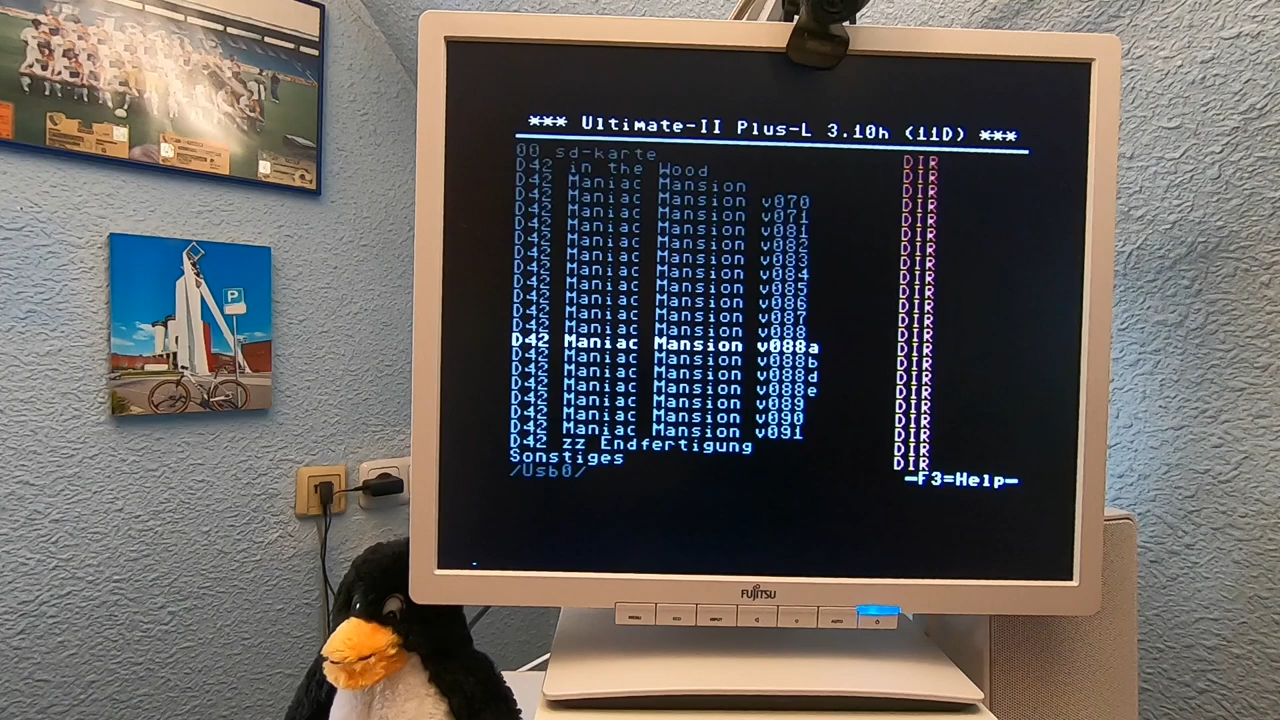 *** Ultimate-II Plus-L 3.10h (11D) ***
00 sd-karte DIR
D42 in the Wood DIR
D42 Maniac Mansion DIR
D42 Maniac Mansion v070 DIR
D42 Maniac Mansion v071 DIR
D42 Maniac Mansion v081 DIR
D42 Maniac Mansion v082 DIR
D42 Maniac Mansion v083 DIR
D42 Maniac Mansion v084 DIR
D42 Maniac Mansion v085 DIR
D42 Maniac Mansion v086 DIR
D42 Maniac Mansion v087 DIR
D42 Maniac Mansion v088 DIR
D42 Maniac Mansion v088a DIR
D42 Maniac Mansion v088b DIR
D42 Maniac Mansion v088d DIR
D42 Maniac Mansion v088e DIR
D42 Maniac Mansion v089 DIR
D42 Maniac Mansion v090 DIR
D42 Maniac Mansion v091 DIR
D42 zz Endfertigung DIR
Sonstiges DIR
/Usb0/ -F3=Help-
FUJITSU
MENU ECO INPUT AUTO
P